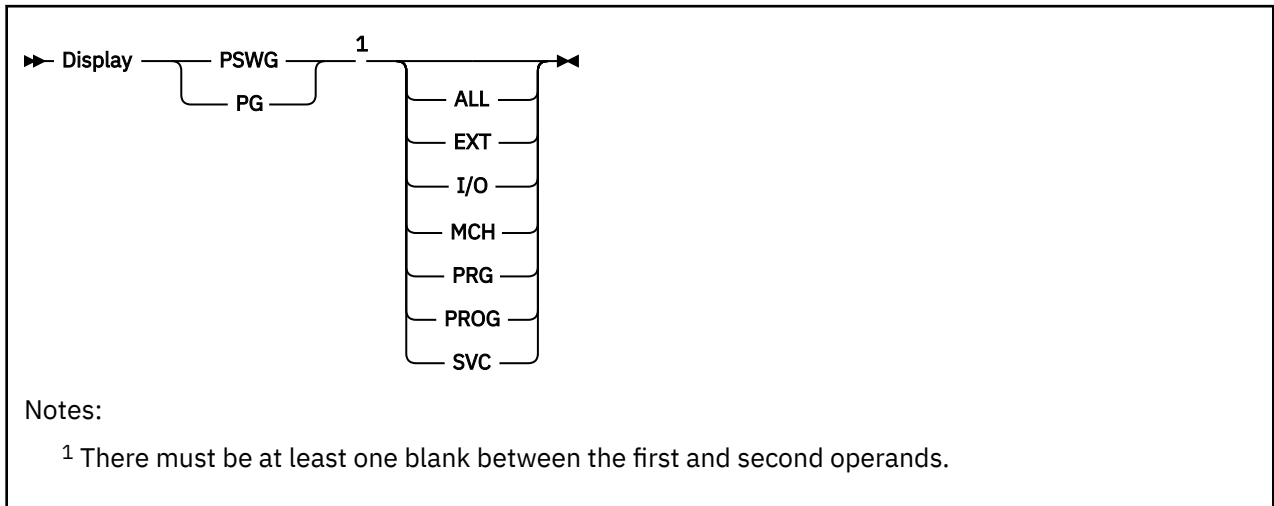 1
Display PSWG
PG
ALL
EXT
I/O
MCH
PRG
PROG
SVC
Notes:
1 There must be at least one blank between the first and second operands.